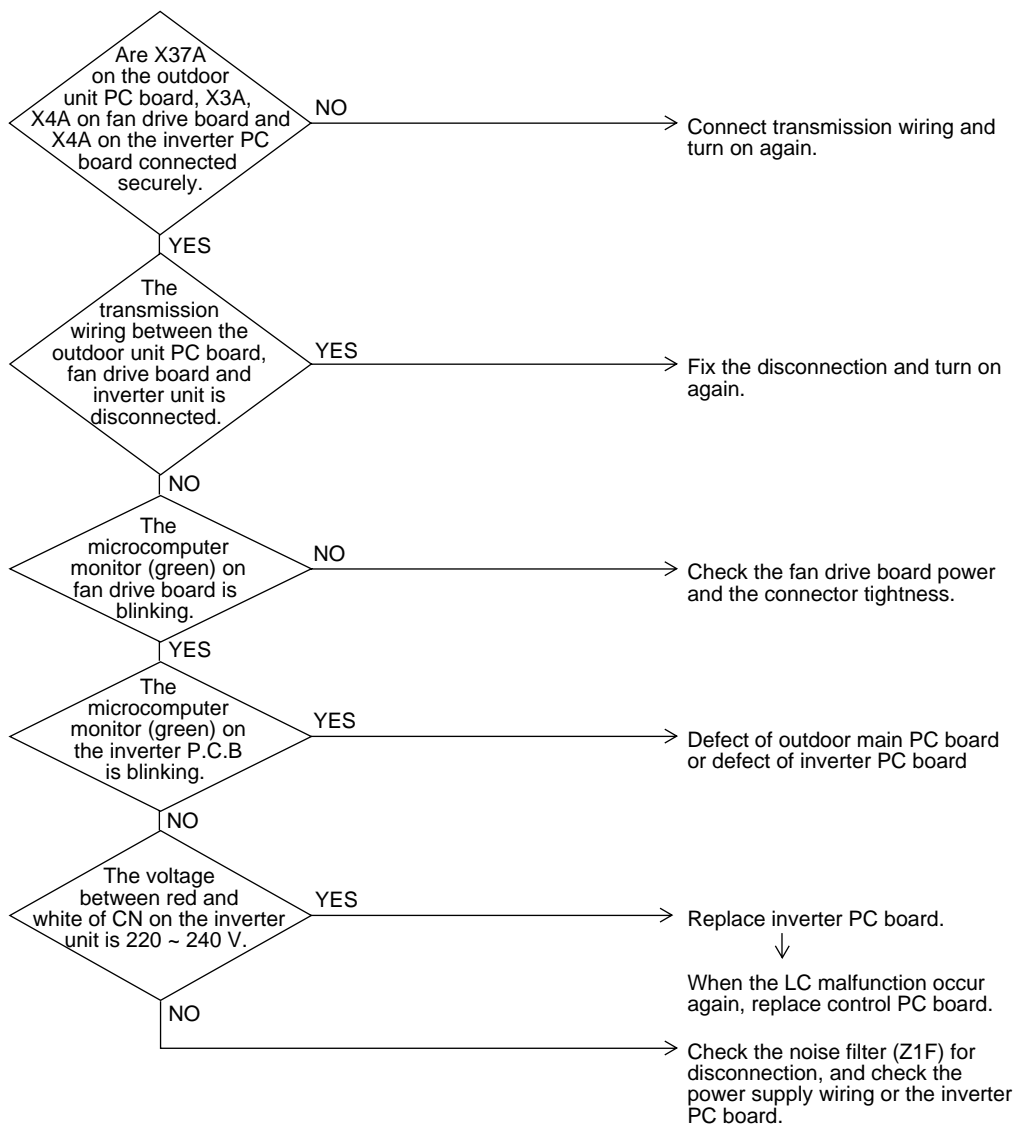 Are X37A
on the outdoor
unit PC board, X3A,
X4A on fan drive board and
X4A on the inverter PC
board connected
securely.
NO
Connect transmission wiring and
turn on again.
YES
The
transmission
wiring between the
outdoor unit PC board,
fan drive board and
inverter unit is
disconnected.
YES
Fix the disconnection and turn on
again.
NO
The
microcomputer
monitor (green) on
fan drive board is
blinking.
NO
Check the fan drive board power
and the connector tightness.
YES
The
microcomputer
monitor (green) on
the inverter P.C.B
is blinking.
YES
Defect of outdoor main PC board
or defect of inverter PC board
NO
The voltage
between red and
white of CN on the inverter
unit is 220 ~ 240 V.
YES
Replace inverter PC board.
When the LC malfunction occur
again, replace control PC board.
NO
Check the noise filter (Z1F) for
disconnection, and check the
power supply wiring or the inverter
PC board.